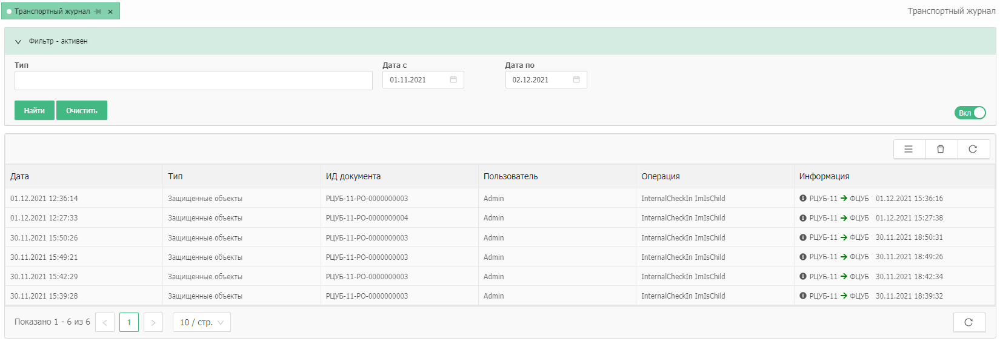 Транспортный журнал
Транспортный журнал
Фильтр - активен
Тип Дата с Дата по
01.11.2021 02.12.2021
Найти Очистить Вкл
Дата Тип ИД документа Пользователь Операция Информация
01.12.2021 12:36:14 Защищенные объекты РЦУБ-11-РО-0000000003 Admin InternalCheckIn ImIsChild РЦУБ-11 → ФЦУБ 01.12.2021 15:36:16
01.12.2021 12:27:33 Защищенные объекты РЦУБ-11-РО-0000000004 Admin InternalCheckIn ImIsChild РЦУБ-11 → ФЦУБ 01.12.2021 15:27:38
30.11.2021 15:50:26 Защищенные объекты РЦУБ-11-РО-0000000003 Admin InternalCheckIn ImIsChild РЦУБ-11 → ФЦУБ 30.11.2021 18:50:31
30.11.2021 15:49:21 Защищенные объекты РЦУБ-11-РО-0000000003 Admin InternalCheckIn ImIsChild РЦУБ-11 → ФЦУБ 30.11.2021 18:49:26
30.11.2021 15:42:29 Защищенные объекты РЦУБ-11-РО-0000000003 Admin InternalCheckIn ImIsChild РЦУБ-11 → ФЦУБ 30.11.2021 18:42:34
30.11.2021 15:39:28 Защищенные объекты РЦУБ-11-РО-0000000003 Admin InternalCheckIn ImIsChild РЦУБ-11 → ФЦУБ 30.11.2021 18:39:32
Показано 1 - 6 из 6 < 1 > 10 / стр.